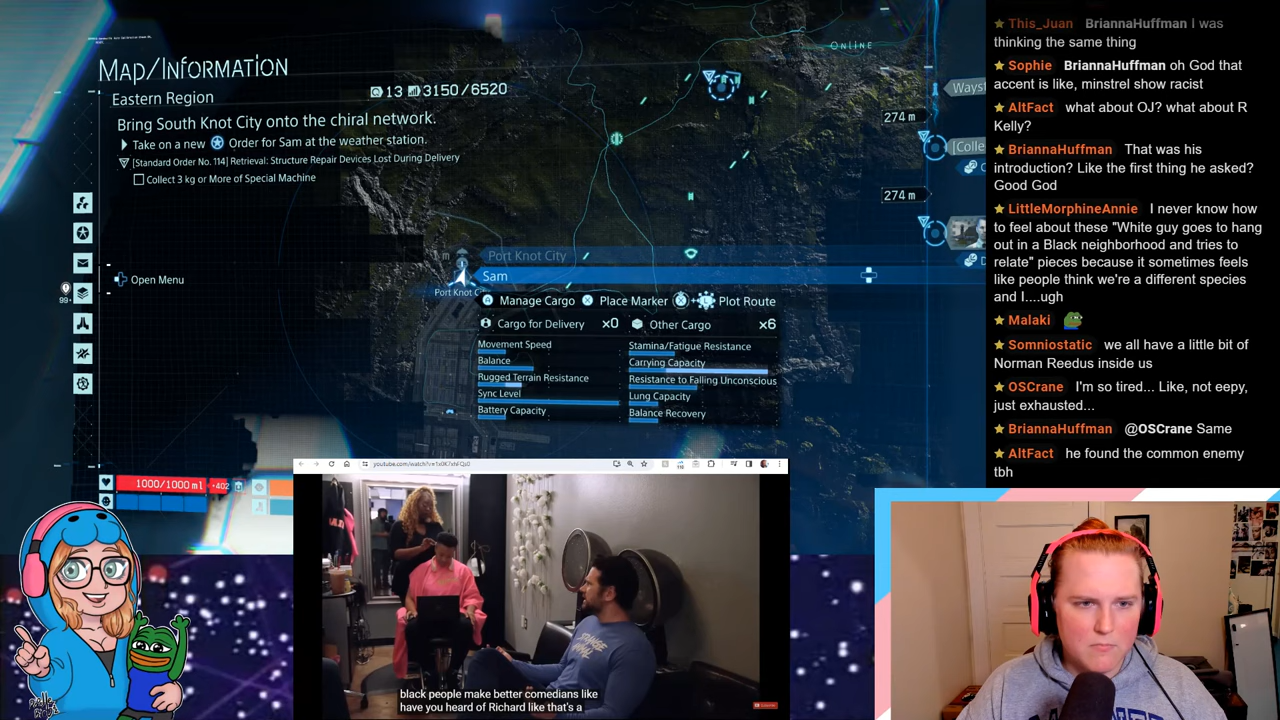 MAP/INFORMATION
Eastern Region
13 3150/6520
Bring South Knot City onto the chiral network.
Take on a new Order for Sam at the weather station.
[Standard Order No. 114] Retrieval: Structure Repair Devices Lost During Delivery
Collect 3 kg or More of Special Machine
ONLINE
Wayst
274 m
[Colle
274 m
Open Menu
99+
Port Knot City
Sam
Port Knot Ci
Manage Cargo
Place Marker
L
Plot Route
Cargo for Delivery x0
Other Cargo x6
Movement Speed
Balance
Rugged Terrain Resistance
Sync Level
Battery Capacity
Stamina/Fatigue Resistance
Carrying Capacity
Resistance to Falling Unconscious
Lung Capacity
Balance Recovery
1000/1000 ml
+402
black people make better comedians like
have you heard of Richard like that's a
Subscribe
This_Juan BriannaHuffman I was
thinking the same thing
Sophie BriannaHuffman oh God that
accent is like, minstrel show racist
AltFact what about OJ? what about R
Kelly?
BriannaHuffman That was his
introduction? Like the first thing he asked?
Good God
LittleMorphineAnnie I never know how
to feel about these "White guy goes to hang
out in a Black neighborhood and tries to
relate" pieces because it sometimes feels
like people think we're a different species
and I....ugh
Malaki
Somniostatic we all have a little bit of
Norman Reedus inside us
OSCrane I'm so tired... Like, not eepy,
just exhausted...
BriannaHuffman @OSCrane Same
AltFact he found the common enemy
tbh